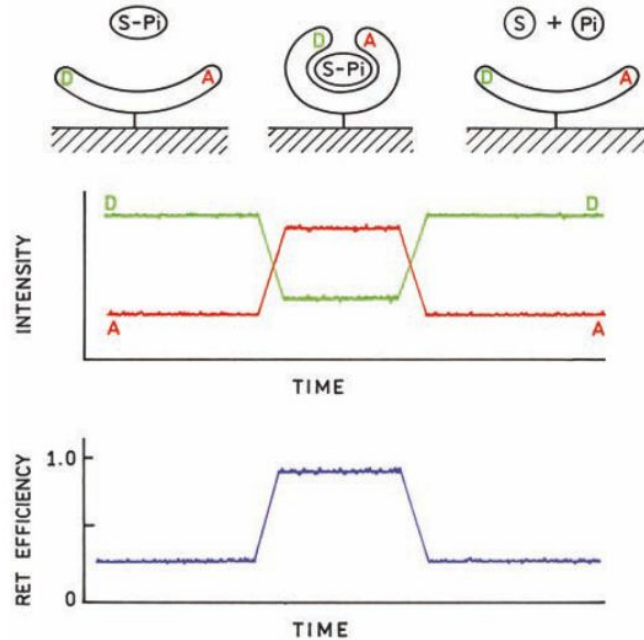 S-Pi
D A
D A
S-Pi
S + Pi
D A
INTENSITY
D D
A A
TIME
RET EFFICIENCY
1.0
0
TIME